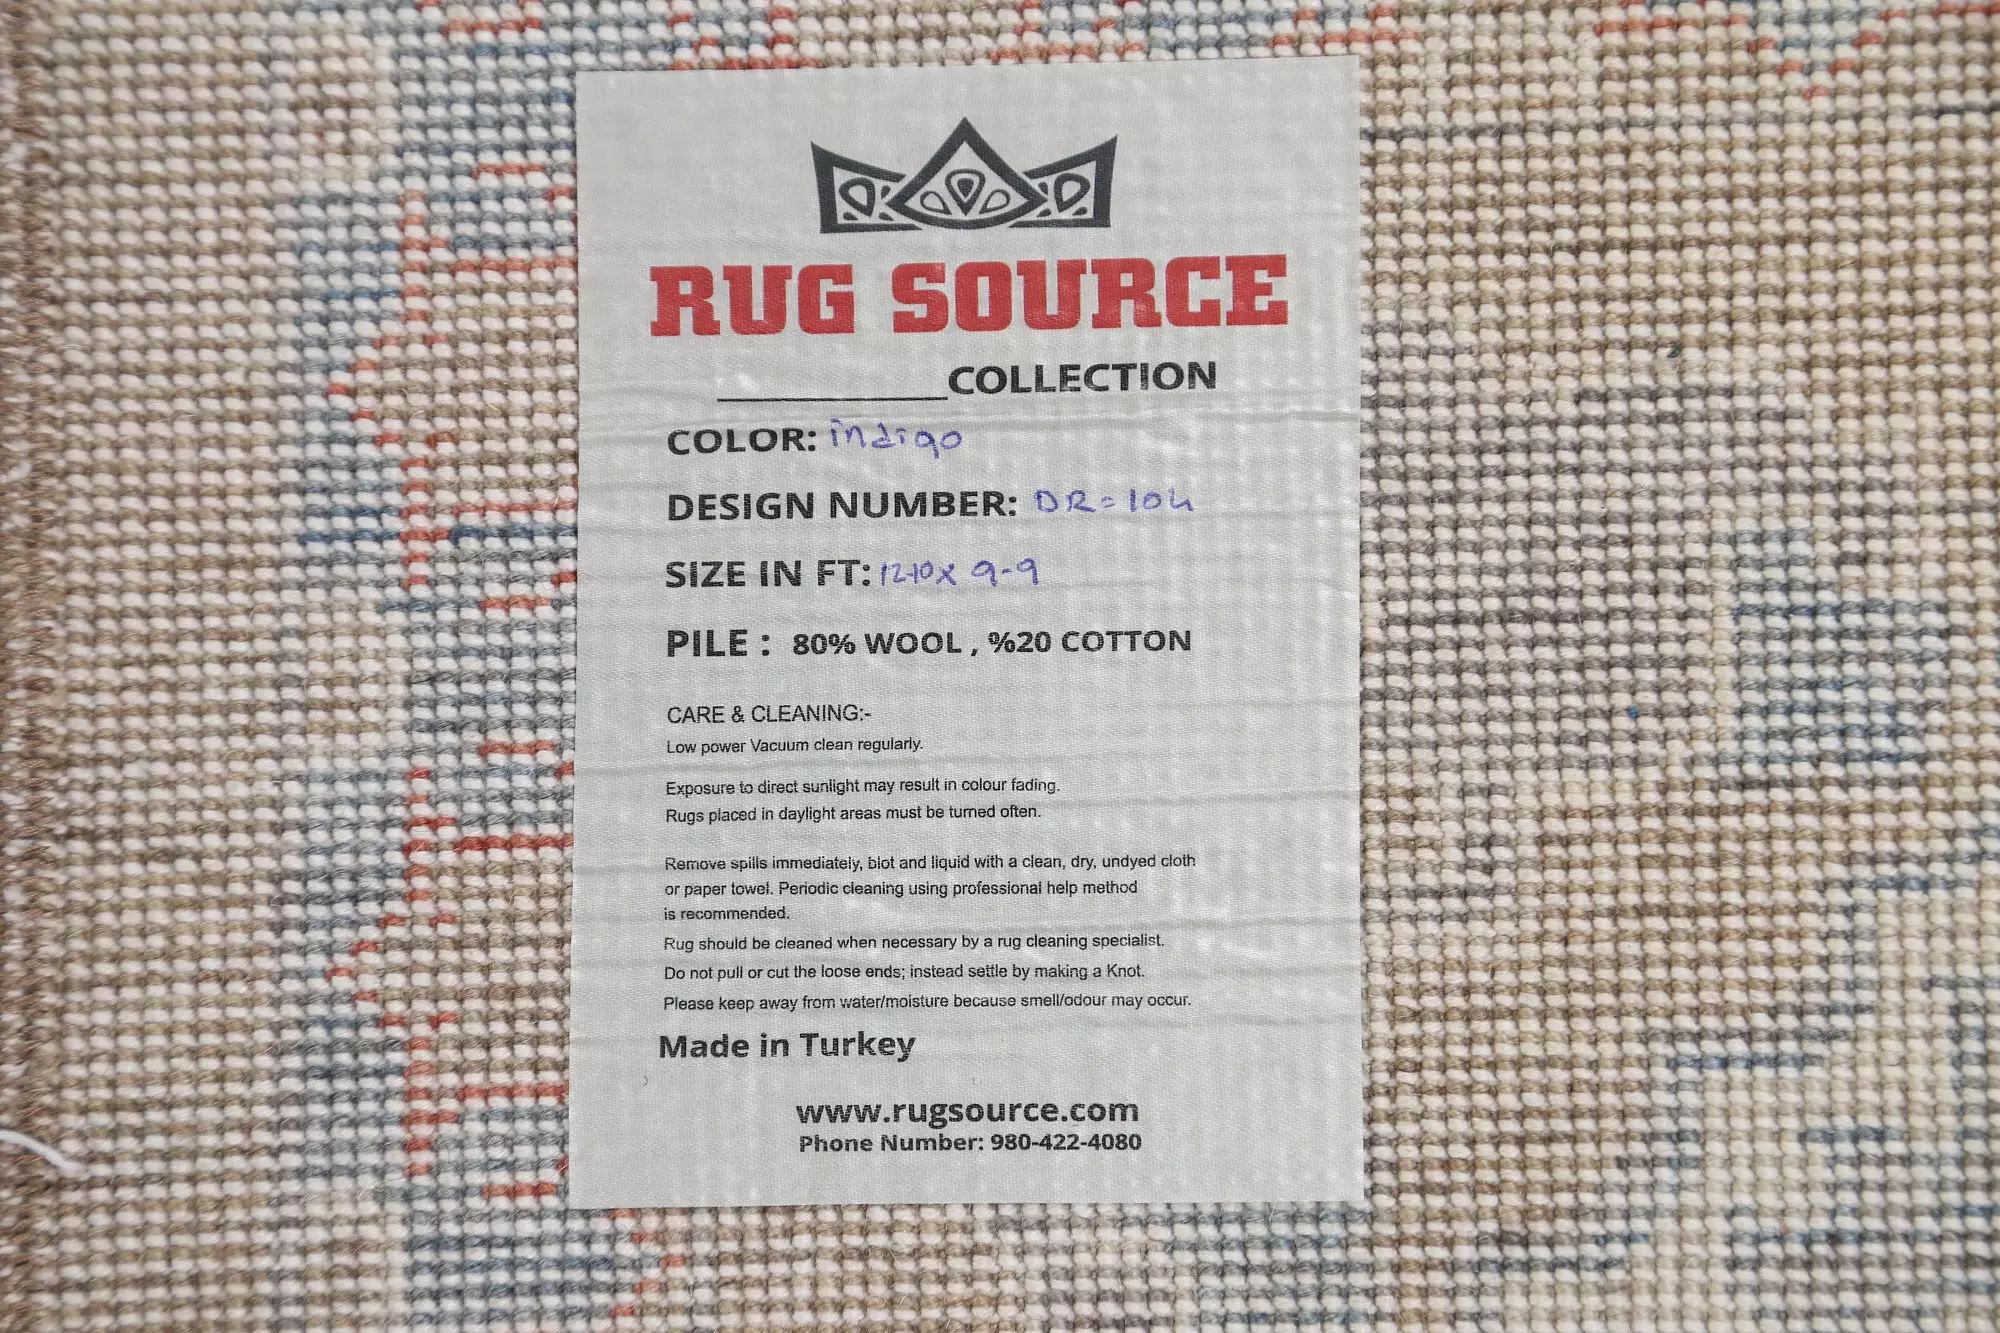 RUG SOURCE
__________COLLECTION
COLOR: indigo
DESIGN NUMBER: DR=104
SIZE IN FT: 12-10x 9-9
PILE : 80% WOOL , %20 COTTON
CARE & CLEANING:-
Low power Vacuum clean regularly.
Exposure to direct sunlight may result in colour fading.
Rugs placed in daylight areas must be turned often.
Remove spills immediately, blot and liquid with a clean, dry, undyed cloth
or paper towel. Periodic cleaning using professional help method
is recommended.
Rug should be cleaned when necessary by a rug cleaning specialist.
Do not pull or cut the loose ends; instead settle by making a Knot.
Please keep away from water/moisture because smell/odour may occur.
Made in Turkey
www.rugsource.com
Phone Number: 980-422-4080